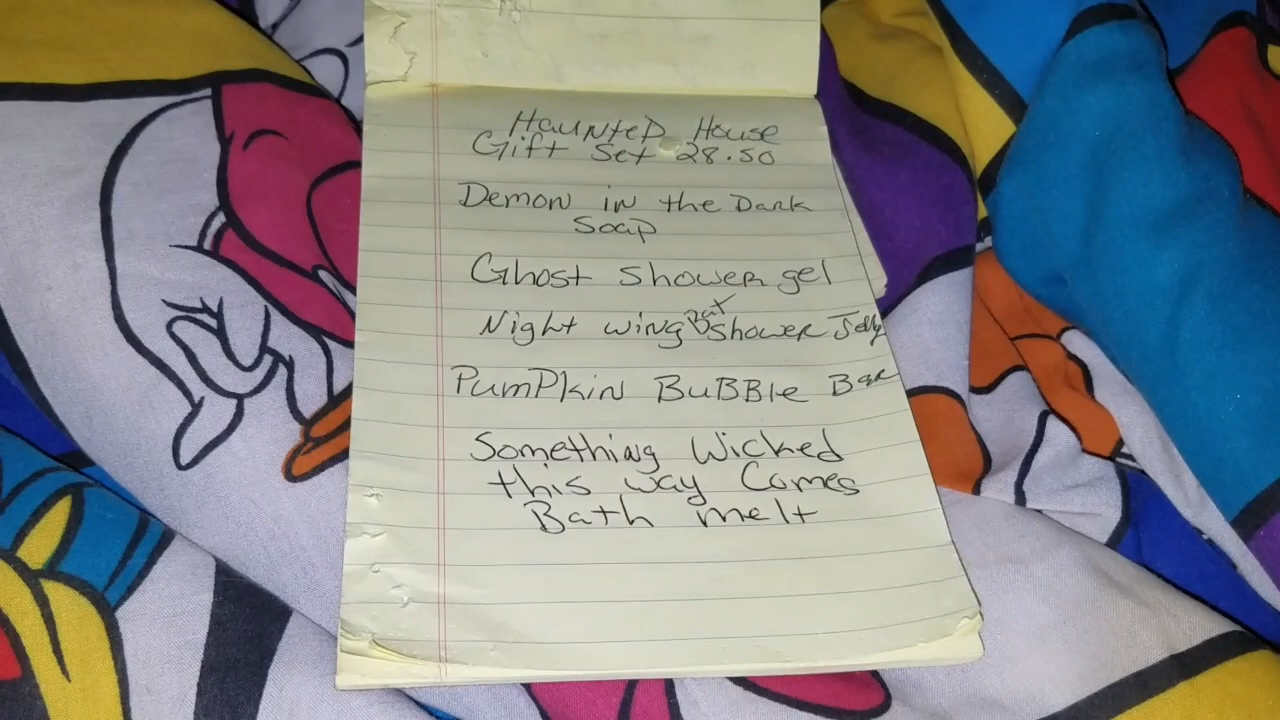 Haunted House
Gift Set 28.50
Demon in the Dark
Soap
Ghost shower gel
Night wing Bat shower Jelly
Pumpkin Bubble Bar
Something Wicked
this way Comes
Bath melt